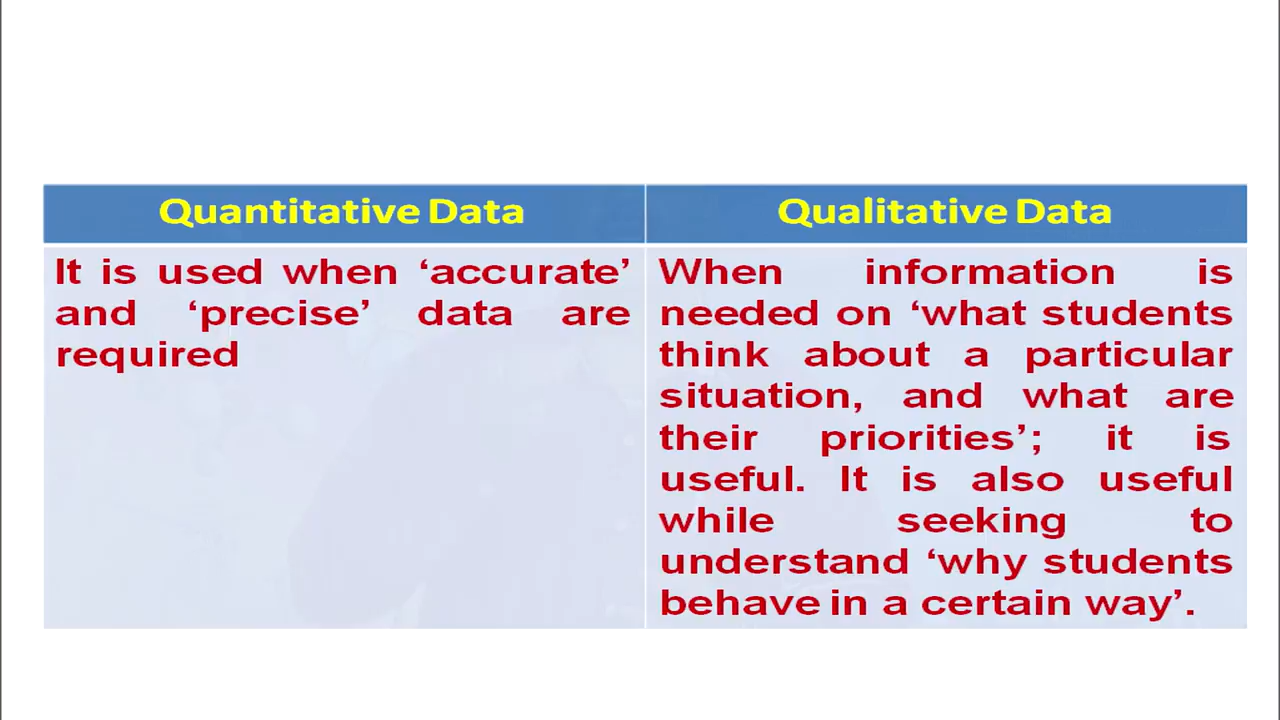 Quantitative Data
Qualitative Data
It is used when ‘accurate’
and ‘precise’ data are
required
When information is
needed on ‘what students
think about a particular
situation, and what are
their priorities’; it is
useful. It is also useful
while seeking to
understand ‘why students
behave in a certain way’.